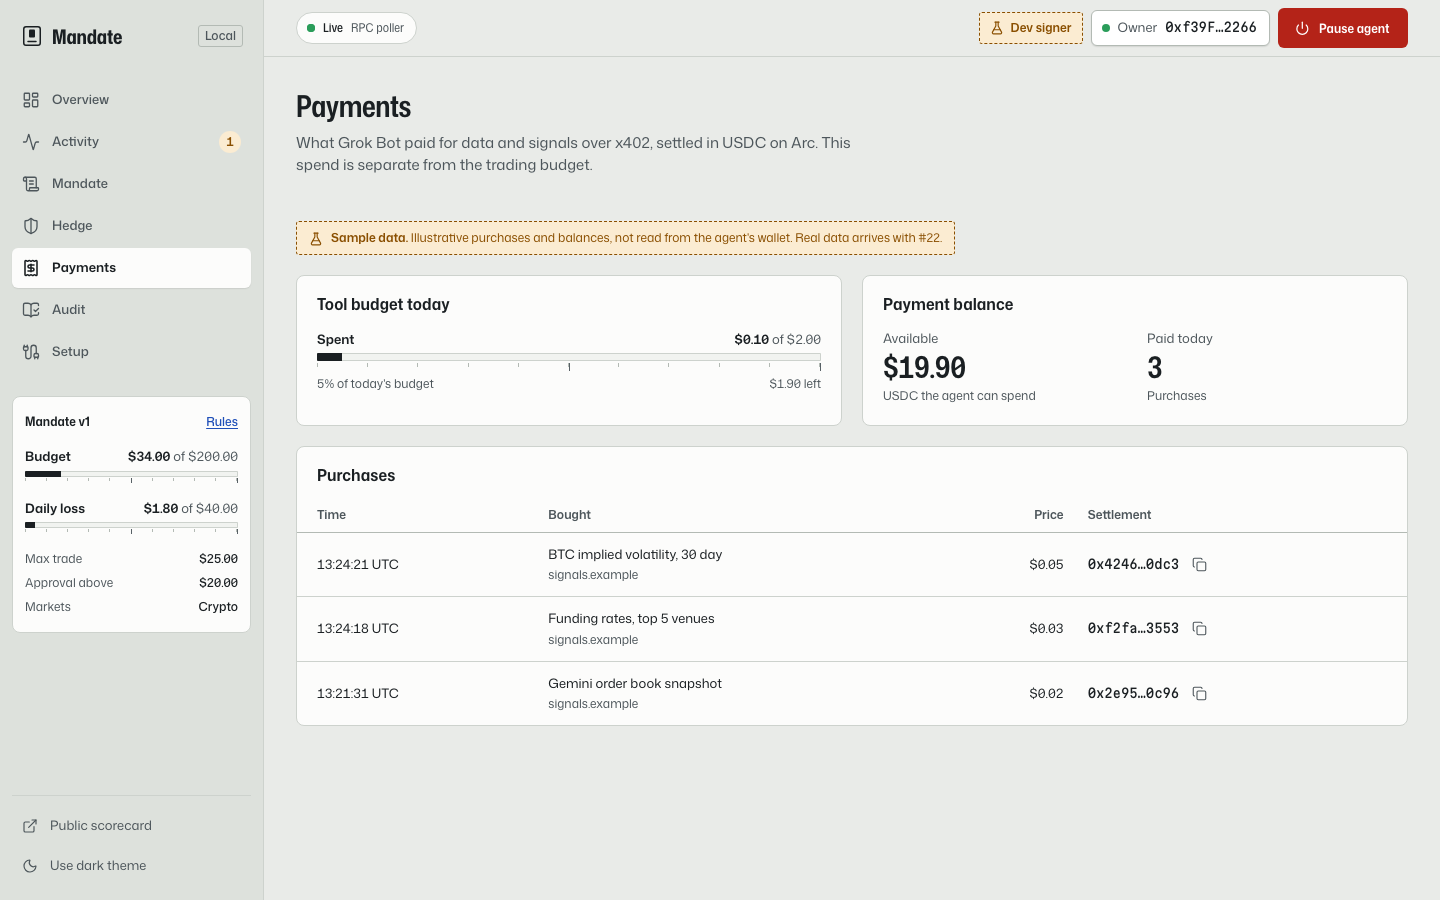 Mandate
Local
Overview
Activity
1
Mandate
Hedge
Payments
Audit
Setup
Mandate v1
Rules
Budget
$34.00 of $200.00
Daily loss
$1.80 of $40.00
Max trade
$25.00
Approval above
$20.00
Markets
Crypto
Public scorecard
Use dark theme
Live
RPC poller
Dev signer
Owner 0xf39F…2266
Pause agent
Payments
What Grok Bot paid for data and signals over x402, settled in USDC on Arc. This
spend is separate from the trading budget.
Sample data. Illustrative purchases and balances, not read from the agent's wallet. Real data arrives with #22.
Tool budget today
Spent
$0.10 of $2.00
5% of today's budget
$1.90 left
Payment balance
Available
$19.90
USDC the agent can spend
Paid today
3
Purchases
Purchases
Time
Bought
Price
Settlement
13:24:21 UTC
BTC implied volatility, 30 day
signals.example
$0.05
0x4246…0dc3
13:24:18 UTC
Funding rates, top 5 venues
signals.example
$0.03
0xf2fa…3553
13:21:31 UTC
Gemini order book snapshot
signals.example
$0.02
0x2e95…0c96